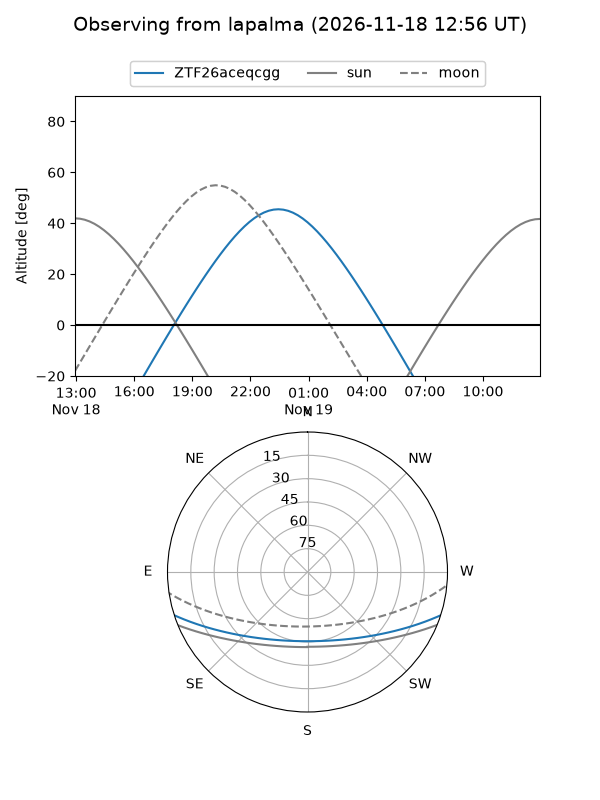 Observing from lapalma (2026-11-18 12:56 UT)
ZTF26aceqcgg sun moon
80
60
40
20
0
−20
Altitude [deg]
13:00 16:00 19:00 22:00 01:00 04:00 07:00 10:00
Nov 18 Nov 19
N
NE NW
15
30
45
60
75
E W
SE SW
S